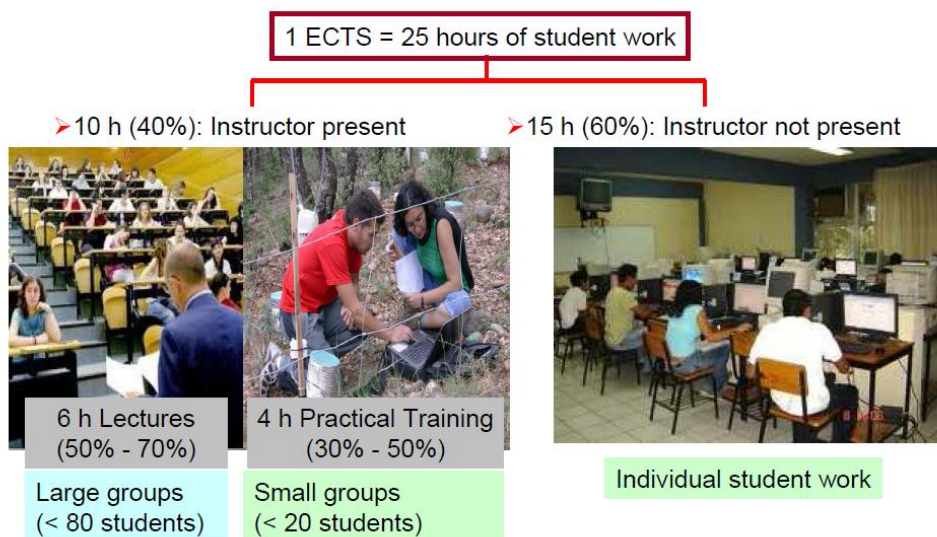 1 ECTS = 25 hours of student work
➢10 h (40%): Instructor present
➢15 h (60%): Instructor not present
6 h Lectures
(50% - 70%)
4 h Practical Training
(30% - 50%)
Large groups
(< 80 students)
Small groups
(< 20 students)
Individual student work